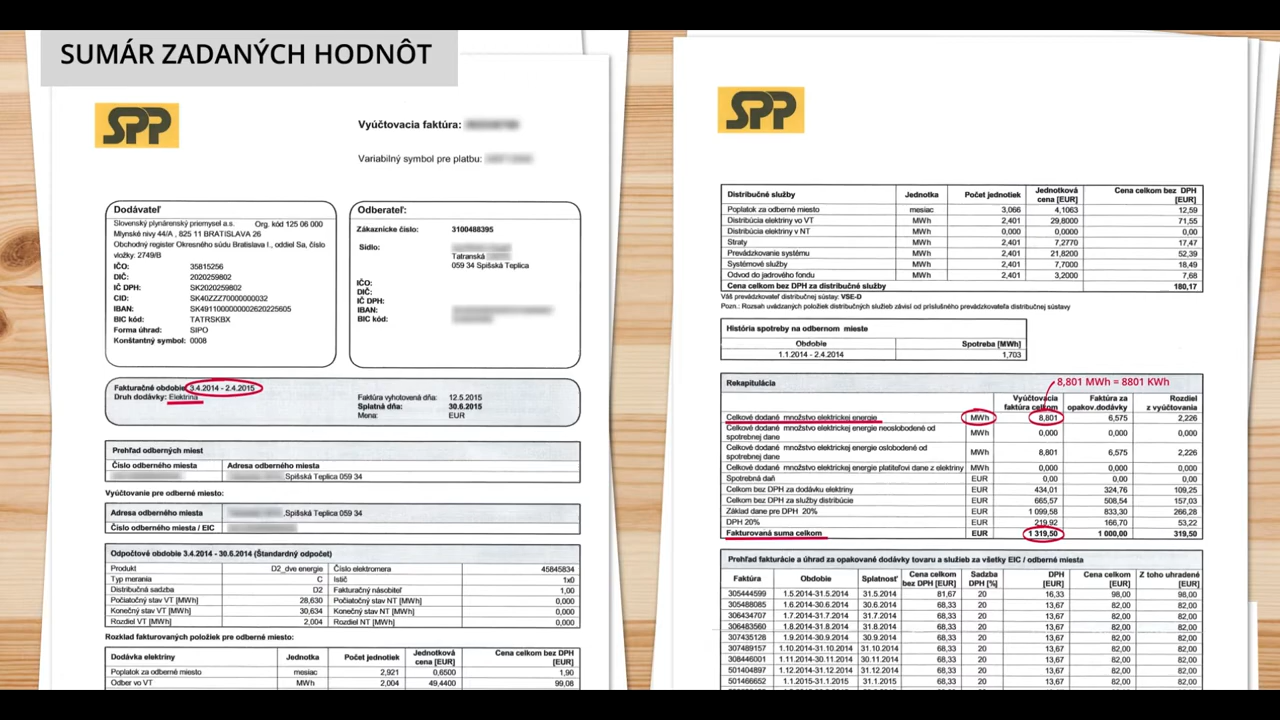 SUMÁR ZADANÝCH HODNÔT
SPP
Vyúčtovacia faktúra:
Variabilný symbol pre platbu:
Dodávateľ
Slovenský plynárenský priemysel a.s. Org. kód 125 06 000
Mlynské nivy 44/A , 825 11 BRATISLAVA 26
Obchodný register Okresného súdu Bratislava I., oddiel Sa, číslo
vložky: 2749/B
IČO: 35815256
DIČ: 2020259802
IČ DPH: SK2020259802
CID: SK40ZZZ70000000032
IBAN: SK4911000000002620225605
BIC kód: TATRSKBX
Forma úhrad: SIPO
Konštantný symbol: 0008
Odberateľ:
Zákaznícke číslo: 3100488395
Sídlo:
Tatranská
059 34 Spišská Teplica
IČO:
DIČ:
IČ DPH:
IBAN:
BIC kód:
Fakturačné obdobie 3.4.2014 - 2.4.2015
Druh dodávky: Elektrina
Faktúra vyhotovená dňa: 12.5.2015
Splatná dňa: 30.6.2015
Mena: EUR
Prehľad odberných miest
Číslo odberného miesta Adresa odberného miesta
,Spišská Teplica 059 34
Vyúčtovanie pre odberné miesto:
Adresa odberného miesta ,Spišská Teplica 059 34
Číslo odberného miesta / EIC
Odpočtové obdobie 3.4.2014 - 30.6.2014 (Štandardný odpočet)
Produkt D2_dve energie Číslo elektromera 45845834
Typ merania C Istič 1x0
Distribučná sadzba D2 Fakturačný násobiteľ 1,00
Počiatočný stav VT [MWh] 28,630 Počiatočný stav NT [MWh] 0,000
Konečný stav VT [MWh] 30,634 Konečný stav NT [MWh] 0,000
Rozdiel VT [MWh] 2,004 Rozdiel NT [MWh] 0,000
Rozklad fakturovaných položiek pre odberné miesto:
Dodávka elektriny Jednotka Počet jednotiek Jednotková cena [EUR] Cena celkom bez DPH [EUR]
Poplatok za odberné miesto mesiac 2,921 0,6500 1,90
Odber vo VT MWh 2,004 49,4400 99,08
SPP
Distribučné služby Jednotka Počet jednotiek Jednotková cena [EUR] Cena celkom bez DPH [EUR]
Poplatok za odberné miesto mesiac 3,066 4,1063 12,59
Distribúcia elektriny vo VT MWh 2,401 29,8000 71,55
Distribúcia elektriny v NT MWh 0,000 0,0000 0,00
Straty MWh 2,401 7,2770 17,47
Prevádzkovanie systému MWh 2,401 21,8200 52,39
Systémové služby MWh 2,401 7,7000 18,49
Odvod do jadrového fondu MWh 2,401 3,2000 7,68
Cena celkom bez DPH za distribučné služby 180,17
Váš prevádzkovateľ distribučnej sústavy: VSE-D
Pozn.: Rozsah uvádzaných položiek distribučných služieb závisí od príslušného prevádzkovateľa distribučnej sústavy
História spotreby na odbernom mieste
Obdobie Spotreba [MWh]
1.1.2014 - 2.4.2014 1,703
Rekapitulácia
8,801 MWh = 8801 KWh
Vyúčtovacia faktúra celkom Faktúra za opakov.dodávky Rozdiel z vyúčtovania
Celkové dodané množstvo elektrickej energie MWh 8,801 6,575 2,226
Celkové dodané množstvo elektrickej energie neoslobodené od
spotrebnej dane MWh 0,000 0,000 0,000
Celkové dodané množstvo elektrickej energie oslobodené od
spotrebnej dane MWh 8,801 6,575 2,226
Celkové dodané množstvo elektrickej energie platiteľovi dane z elektriny MWh 0,000 0,000 0,000
Spotrebná daň EUR 0,00 0,00 0,00
Celkom bez DPH za dodávku elektriny EUR 434,01 324,76 109,25
Celkom bez DPH za služby distribúcie EUR 665,57 508,54 157,03
Základ dane pre DPH 20% EUR 1 099,58 833,30 266,28
DPH 20% EUR 219,92 166,70 53,22
Fakturovaná suma celkom EUR 1 319,50 1 000,00 319,50
Prehľad fakturácie a úhrad za opakované dodávky tovaru a služieb za všetky EIC / odberné miesta
Faktúra Obdobie Splatnosť Cena celkom bez DPH [EUR] Sadzba DPH [%] DPH [EUR] Cena celkom [EUR] Z toho uhradené [EUR]
305444599 1.5.2014-31.5.2014 31.5.2014 81,67 20 16,33 98,00 98,00
305488085 1.6.2014-30.6.2014 30.6.2014 68,33 20 13,67 82,00 82,00
306434707 1.7.2014-31.7.2014 31.7.2014 68,33 20 13,67 82,00 82,00
306483560 1.8.2014-31.8.2014 31.8.2014 68,33 20 13,67 82,00 82,00
307435128 1.9.2014-30.9.2014 30.9.2014 68,33 20 13,67 82,00 82,00
307489157 1.10.2014-31.10.2014 31.10.2014 68,33 20 13,67 82,00 82,00
308446001 1.11.2014-30.11.2014 30.11.2014 68,33 20 13,67 82,00 82,00
501404897 1.12.2014-31.12.2014 31.12.2014 68,33 20 13,67 82,00 82,00
501466652 1.1.2015-31.1.2015 31.1.2015 68,33 20 13,67 82,00 82,00